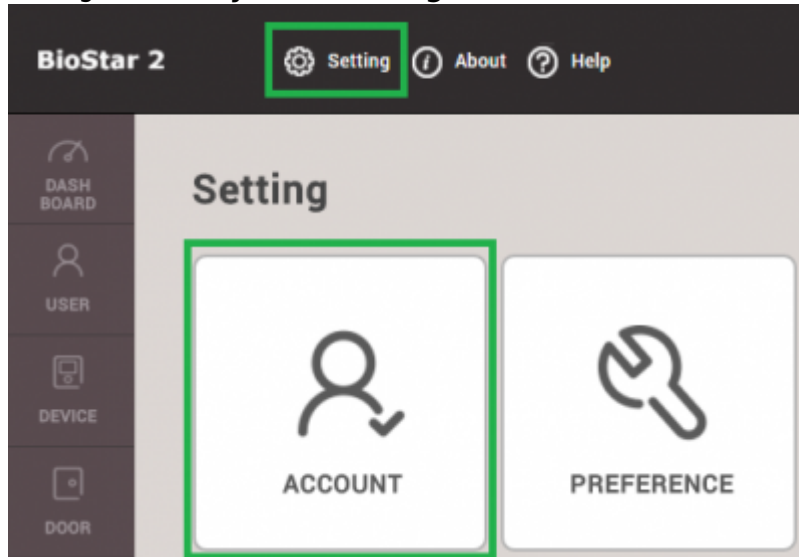 BioStar 2
Setting
About
Help
DASH
BOARD
USER
DEVICE
DOOR
Setting
ACCOUNT
PREFERENCE